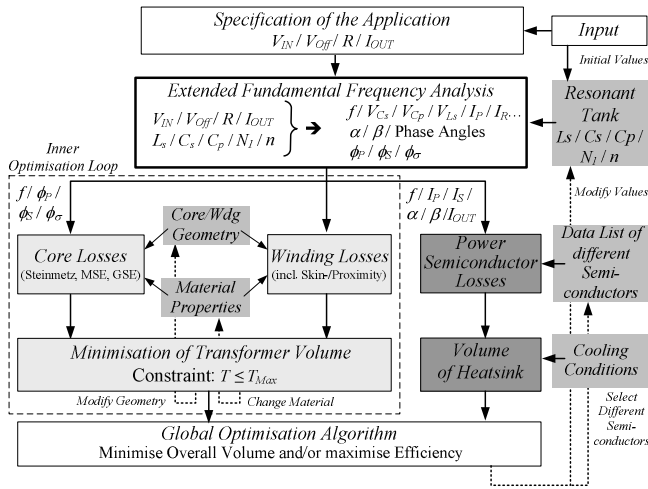 Specification of the Application
V_IN / V_Off / R / I_OUT
Input
Initial Values
Extended Fundamental Frequency Analysis
V_IN / V_Off / R / I_OUT
L_s / C_s / C_p / N_I / n
f / V_Cs / V_Cp / V_Ls / I_P / I_R...
α / β / Phase Angles
ϕ_P / ϕ_S / ϕ_σ
Resonant
Tank
Ls / Cs / Cp /
N_I / n
Modify Values
Inner
Optimisation Loop
f / ϕ_P /
ϕ_S / ϕ_σ
f / I_P / I_S /
α / β / I_OUT
Core/Wdg
Geometry
Core Losses
(Steinmetz, MSE, GSE)
Material
Properties
Winding Losses
(incl. Skin-/Proximity)
Power
Semiconductor
Losses
Data List of
different
Semi-
conductors
Minimisation of Transformer Volume
Constraint: T ≤ T_Max
Modify Geometry
Change Material
Volume
of Heatsink
Cooling
Conditions
Select
Different
Semi-
conductors
Global Optimisation Algorithm
Minimise Overall Volume and/or maximise Efficiency